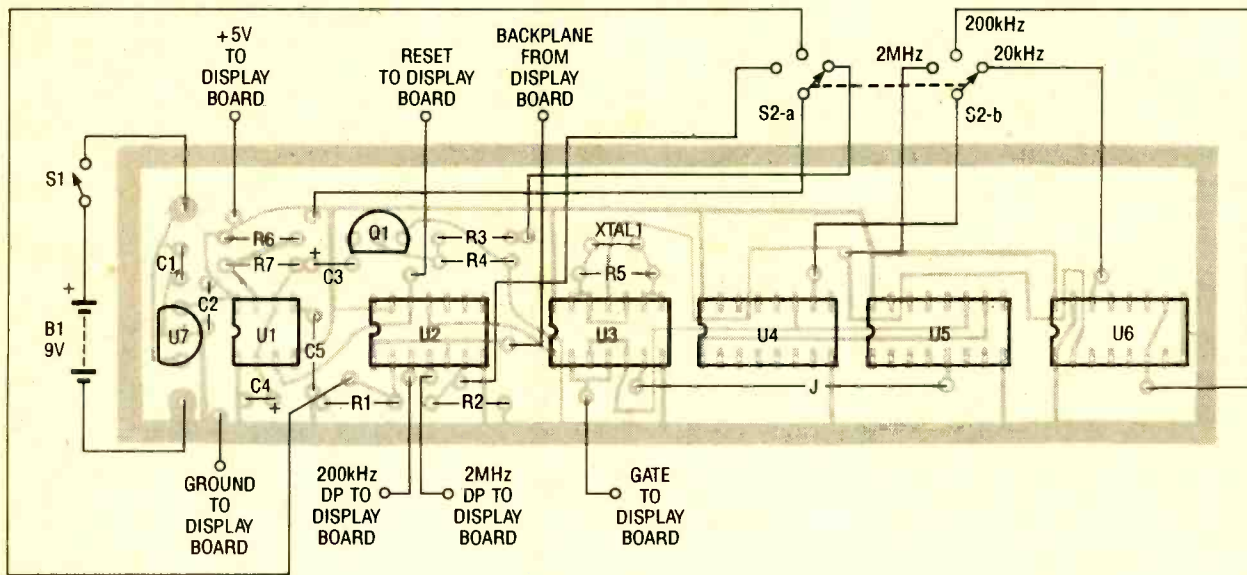 +5V
TO
DISPLAY
BOARD
RESET
TO DISPLAY
BOARD
BACKPLANE
FROM
DISPLAY
BOARD
200kHz
2MHz
20kHz
S2-a
S2-b
S1
+
B1
9V
C1
R6
R7
+
C3
Q1
R3
R4
XTAL1
R5
C2
U7
U1
C5
U2
U3
U4
U5
U6
C4
+
R1
R2
J
GROUND
TO
DISPLAY
BOARD
200kHz
DP TO
DISPLAY
BOARD
2MHz
DP TO
DISPLAY
BOARD
GATE
TO
DISPLAY
BOARD